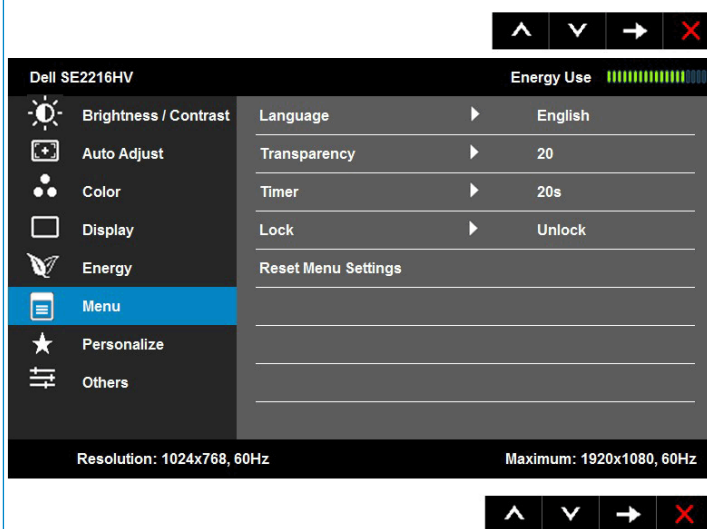 Dell SE2216HV Energy Use
Brightness / Contrast Language English
Auto Adjust Transparency 20
Color Timer 20s
Display Lock Unlock
Energy Reset Menu Settings
Menu
Personalize
Others
Resolution: 1024x768, 60Hz Maximum: 1920x1080, 60Hz